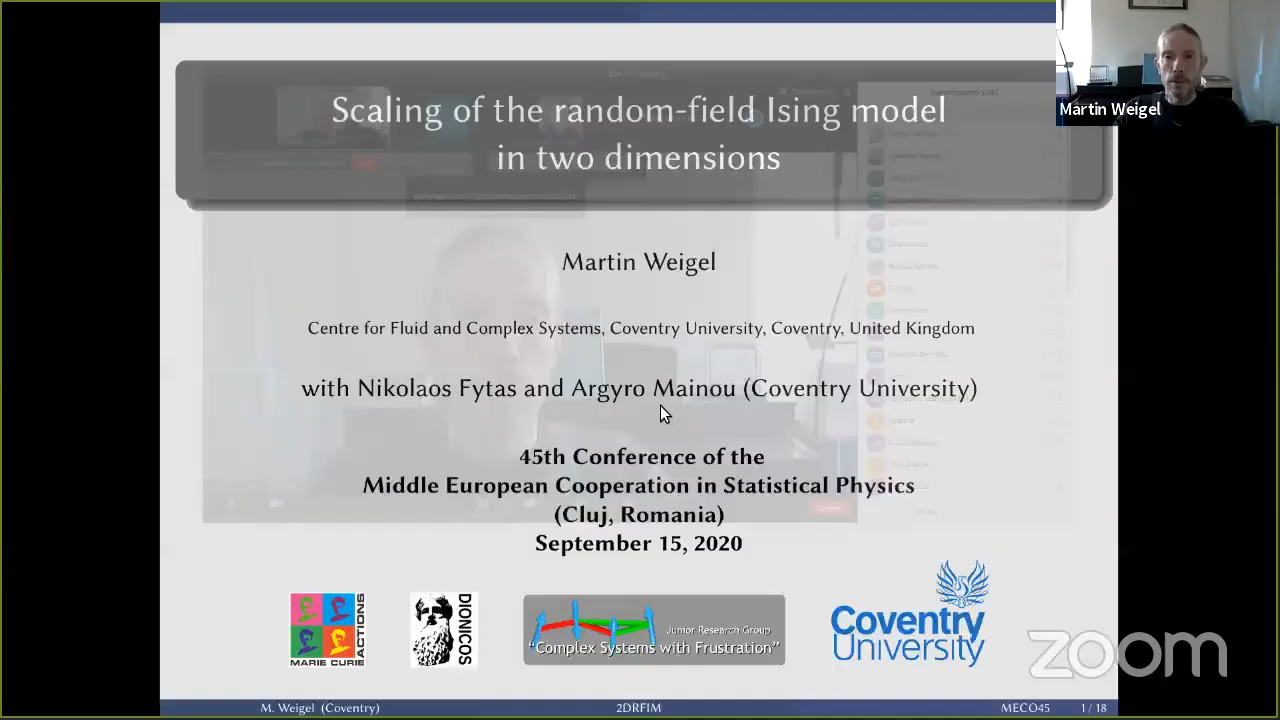 Scaling of the random-field Ising model
in two dimensions
Martin Weigel
Martin Weigel
Centre for Fluid and Complex Systems, Coventry University, Coventry, United Kingdom
with Nikolaos Fytas and Argyro Mainou (Coventry University)
45th Conference of the
Middle European Cooperation in Statistical Physics
(Cluj, Romania)
September 15, 2020
MARIE CURIE
ACTIONS
DIONICOS
Junior Research Group
"Complex Systems with Frustration"
Coventry
University
zoom
M. Weigel (Coventry)
2DRFIM
MECO45
1 / 18